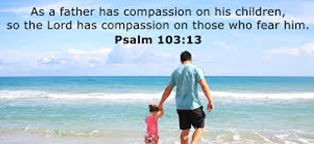 As a father has compassion on his children,
so the Lord has compassion on those who fear him.
Psalm 103:13